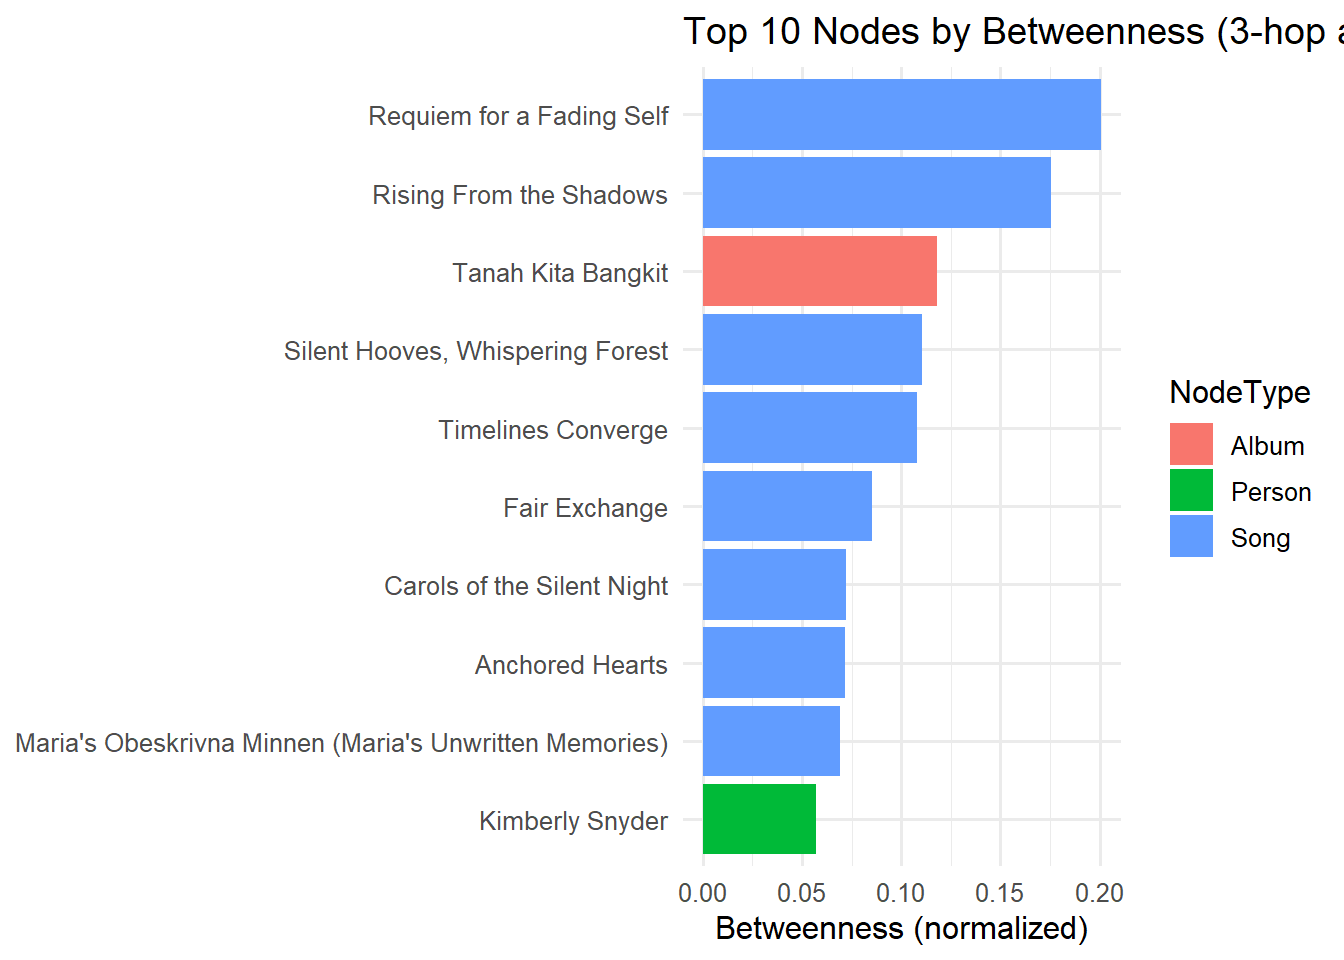 Top 10 Nodes by Betweenness (3-hop a
Requiem for a Fading Self
Rising From the Shadows
Tanah Kita Bangkit
Silent Hooves, Whispering Forest
Timelines Converge
Fair Exchange
Carols of the Silent Night
Anchored Hearts
Maria's Obeskrivna Minnen (Maria's Unwritten Memories)
Kimberly Snyder
0.00 0.05 0.10 0.15 0.20
Betweenness (normalized)
NodeType
Album
Person
Song